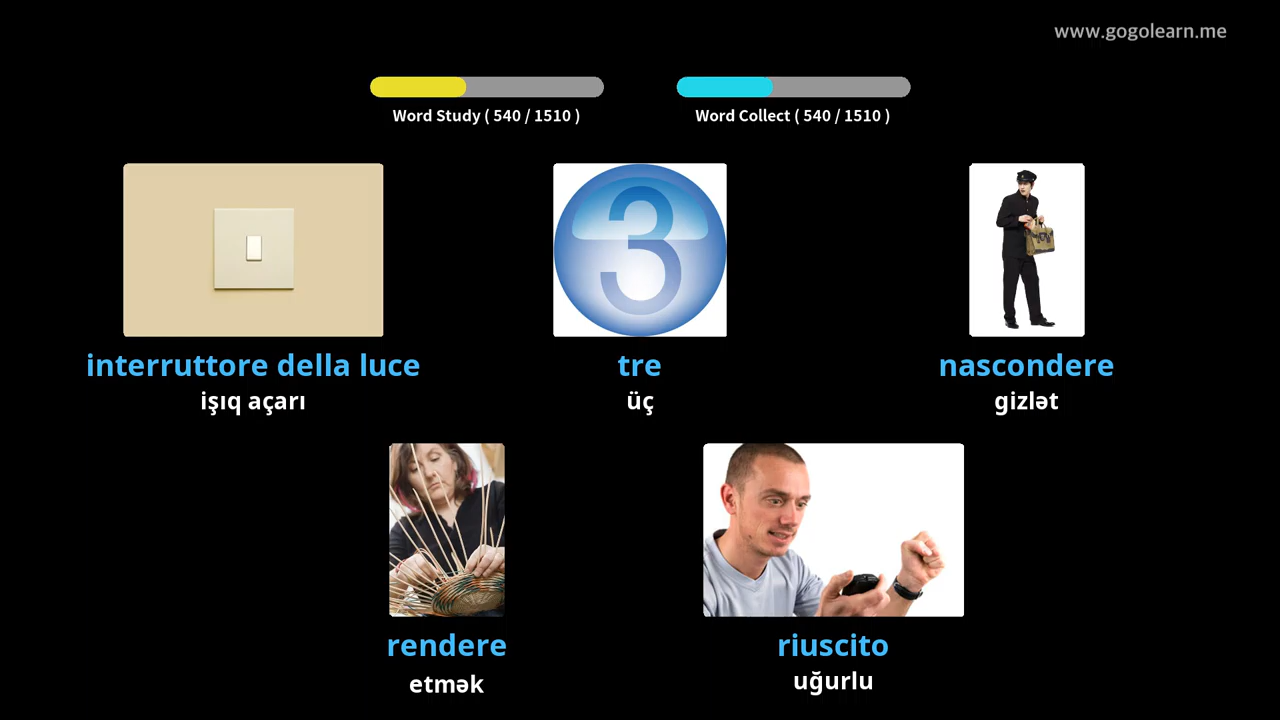 www.gogolearn.me
Word Study ( 540 / 1510 )
Word Collect ( 540 / 1510 )
3
interruttore della luce
tre
nascondere
işıq açarı
üç
gizlət
rendere
riuscito
etmək
uğurlu